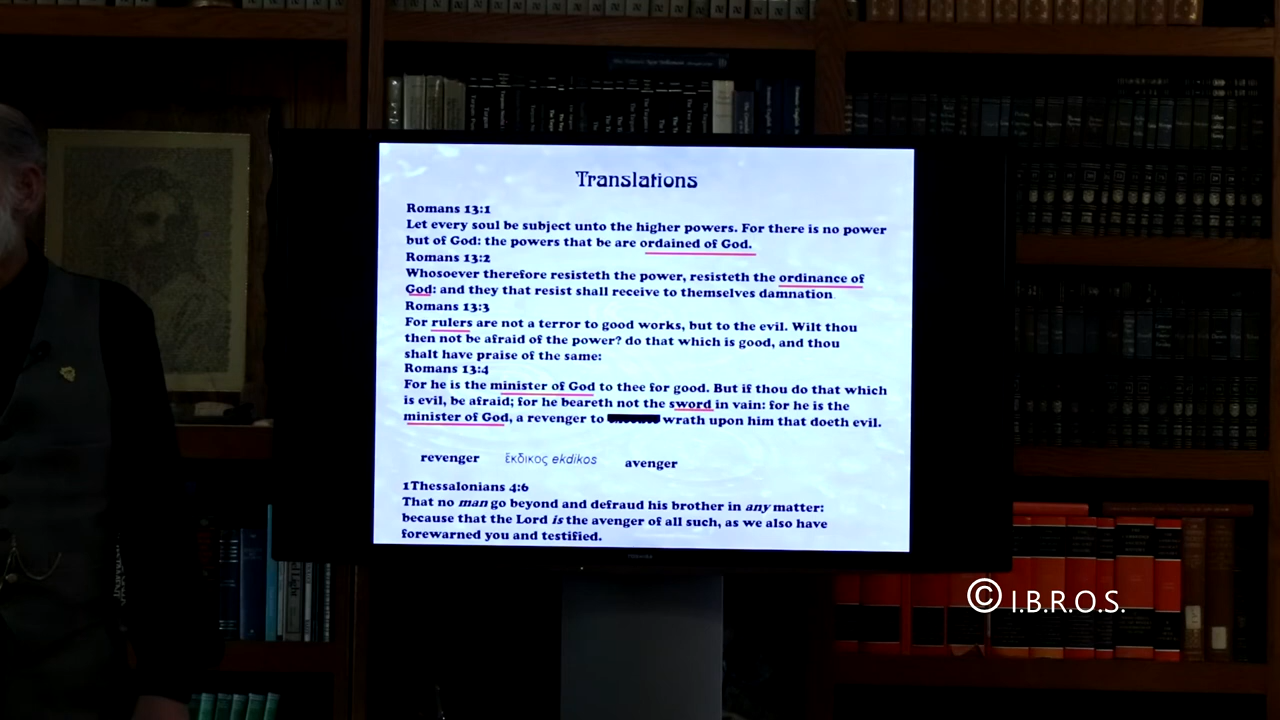 Translations
Romans 13:1
Let every soul be subject unto the higher powers. For there is no power
but of God: the powers that be are ordained of God.
Romans 13:2
Whosoever therefore resisteth the power, resisteth the ordinance of
God: and they that resist shall receive to themselves damnation.
Romans 13:3
For rulers are not a terror to good works, but to the evil. Wilt thou
then not be afraid of the power? do that which is good, and thou
shalt have praise of the same:
Romans 13:4
For he is the minister of God to thee for good. But if thou do that which
is evil, be afraid; for he beareth not the sword in vain: for he is the
minister of God, a revenger to wrath upon him that doeth evil.
revenger ἔκδικος ekdikos avenger
1Thessalonians 4:6
That no man go beyond and defraud his brother in any matter:
because that the Lord is the avenger of all such, as we also have
forewarned you and testified.
© I.B.R.O.S.